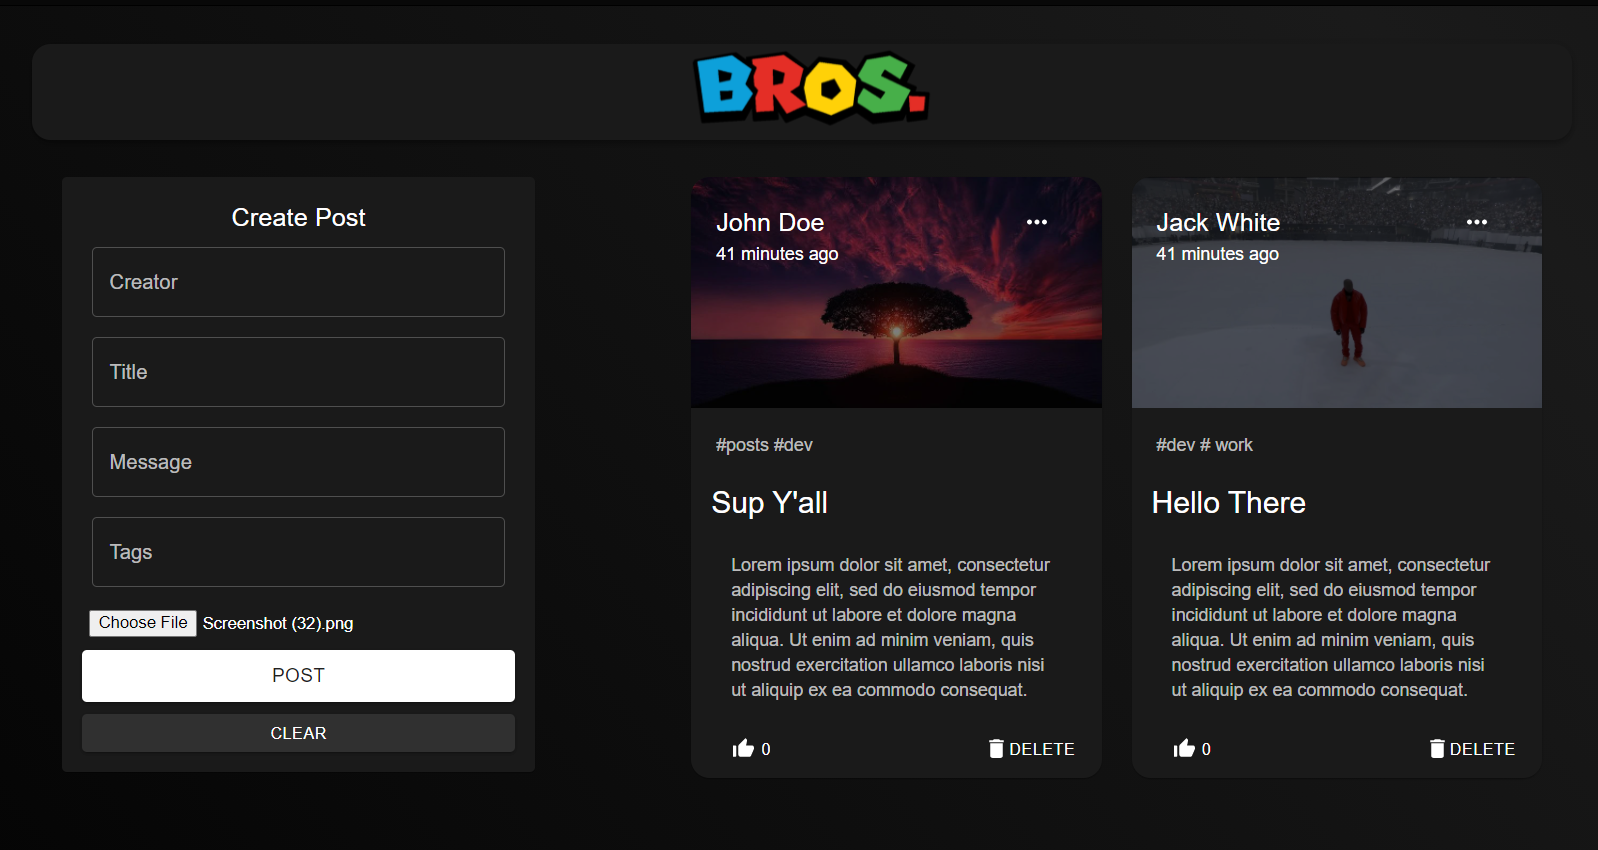 BROS.
Create Post
Creator
Title
Message
Tags
Choose File Screenshot (32).png
POST
CLEAR
John Doe
41 minutes ago
#posts #dev
Sup Y'all
Lorem ipsum dolor sit amet, consectetur
adipiscing elit, sed do eiusmod tempor
incididunt ut labore et dolore magna
aliqua. Ut enim ad minim veniam, quis
nostrud exercitation ullamco laboris nisi
ut aliquip ex ea commodo consequat.
0 DELETE
Jack White
41 minutes ago
#dev # work
Hello There
Lorem ipsum dolor sit amet, consectetur
adipiscing elit, sed do eiusmod tempor
incididunt ut labore et dolore magna
aliqua. Ut enim ad minim veniam, quis
nostrud exercitation ullamco laboris nisi
ut aliquip ex ea commodo consequat.
0 DELETE